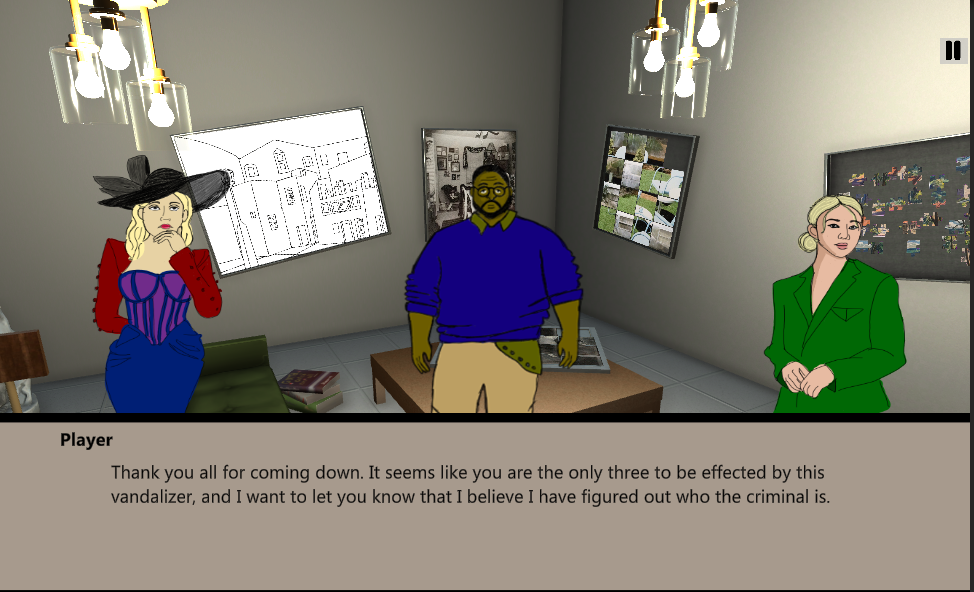 Player
Thank you all for coming down. It seems like you are the only three to be effected by this
vandalizer, and I want to let you know that I believe I have figured out who the criminal is.